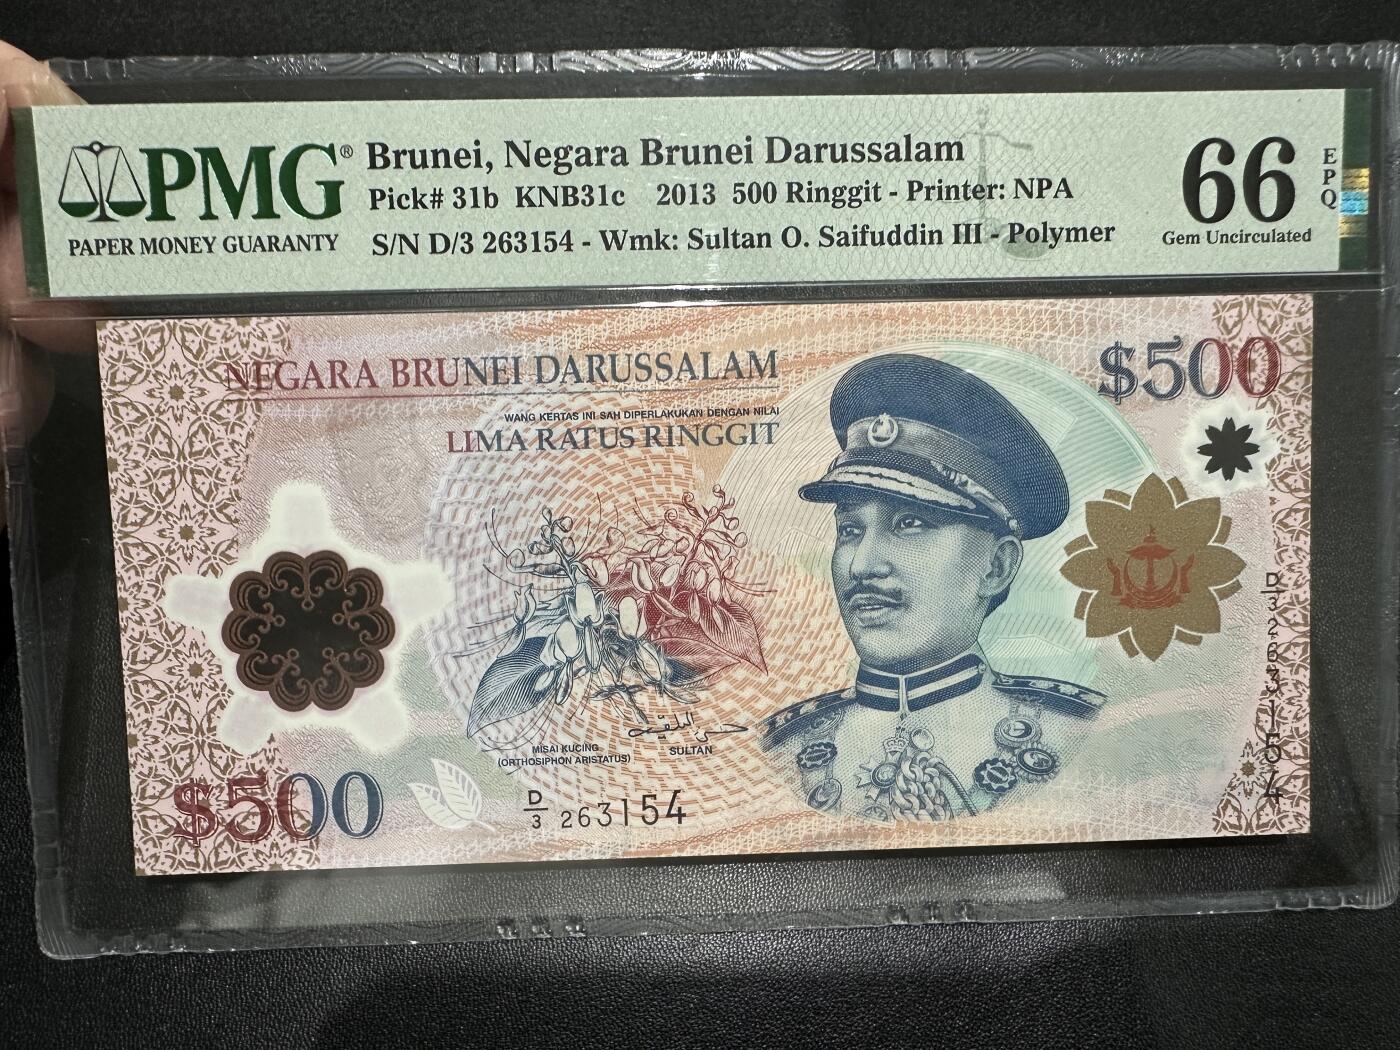 PMG®
PAPER MONEY GUARANTY
Brunei, Negara Brunei Darussalam
Pick# 31b KNB31c 2013 500 Ringgit - Printer: NPA
S/N D/3 263154 - Wmk: Sultan O. Saifuddin III - Polymer
66
EPQ
Gem Uncirculated
NEGARA BRUNEI DARUSSALAM
$500
WANG KERTAS INI SAH DIPERLAKUKAN DENGAN NILAI
LIMA RATUS RINGGIT
D/3 263154
MISAI KUCING
(ORTHOSIPHON ARISTATUS)
SULTAN
$500
D/3 263154